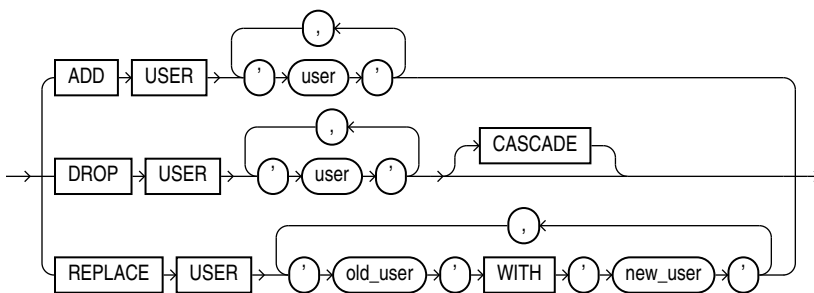 ,
ADD USER ’ user ’
,
DROP USER ’ user ’ CASCADE
,
REPLACE USER ’ old_user ’ WITH ’ new_user ’